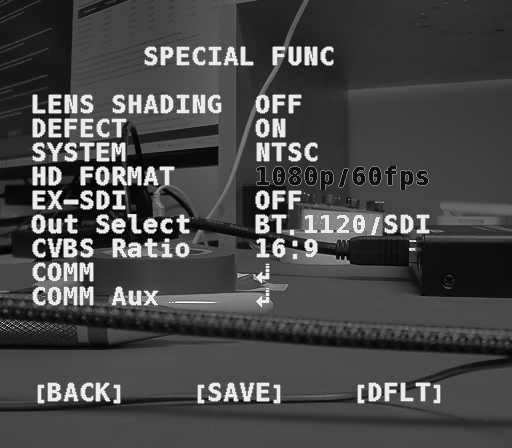 SPECIAL FUNC
LENS SHADING OFF
DEFECT ON
SYSTEM NTSC
HD FORMAT 1080p/60fps
EX-SDI OFF
Out Select BT.1120/SDI
CVBS Ratio 16:9
COMM ↵
COMM Aux ↵
[BACK] [SAVE] [DFLT]